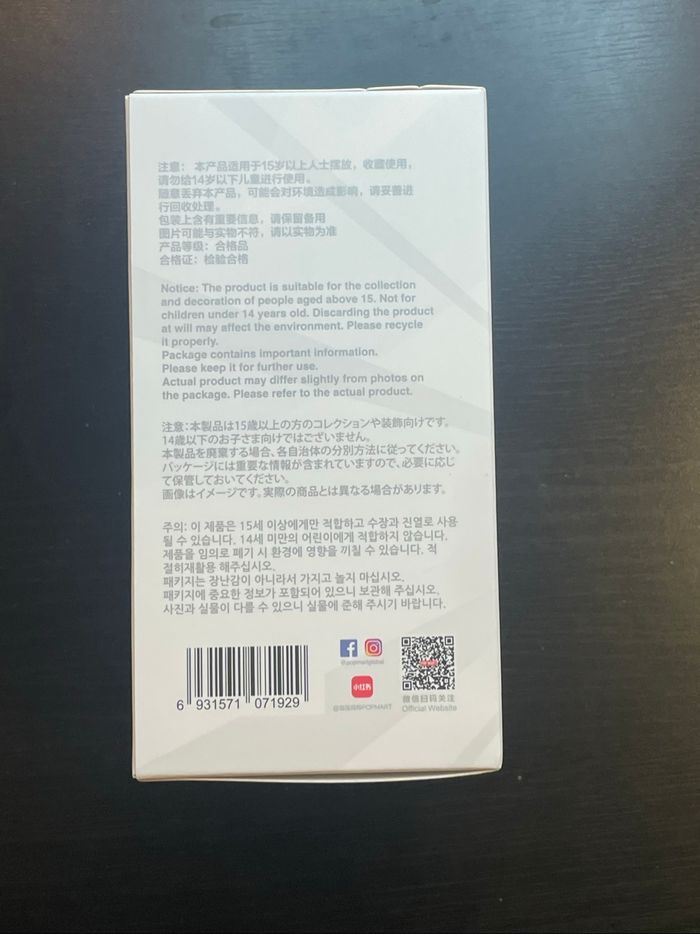 注意： 本产品适用于15岁以上人士摆放，收藏使用，
请勿给14岁以下儿童进行使用。
随意丢弃本产品，可能会对环境造成影响，请妥善进
行回收处理。
包装上含有重要信息，请保留备用
图片可能与实物不符，请以实物为准
产品等级：合格品
合格证：检验合格
Notice: The product is suitable for the collection
and decoration of people aged above 15. Not for
children under 14 years old. Discarding the product
at will may affect the environment. Please recycle
it properly.
Package contains important information.
Please keep it for further use.
Actual product may differ slightly from photos on
the package. Please refer to the actual product.
注意：本製品は15歳以上の方のコレクションや装飾向けです。
14歳以下のお子さま向けではございません。
本製品を廃棄する場合、各自治体の分別方法に従ってください。
パッケージには重要な情報が含まれていますので、必要に応じ
て保管しておいてください。
画像はイメージです。実際の商品とは異なる場合があります。
주의: 이 제품은 15세 이상에게만 적합하고 수장과 진열로 사용
될 수 있습니다. 14세 미만의 어린이에게 적합하지 않습니다.
제품을 임의로 폐기 시 환경에 영향을 끼칠 수 있습니다. 적
절히재활용 해주십시오.
패키지는 장난감이 아니라서 가지고 놀지 마십시오.
패키지에 중요한 정보가 포함되어 있으니 보관해 주십시오.
사진과 실물이 다를 수 있으니 실물에 준해 주시기 바랍니다.
@popmartglobal
小红书
@泡泡玛特POPMART
微信扫码关注
Official Website
6 931571 071929